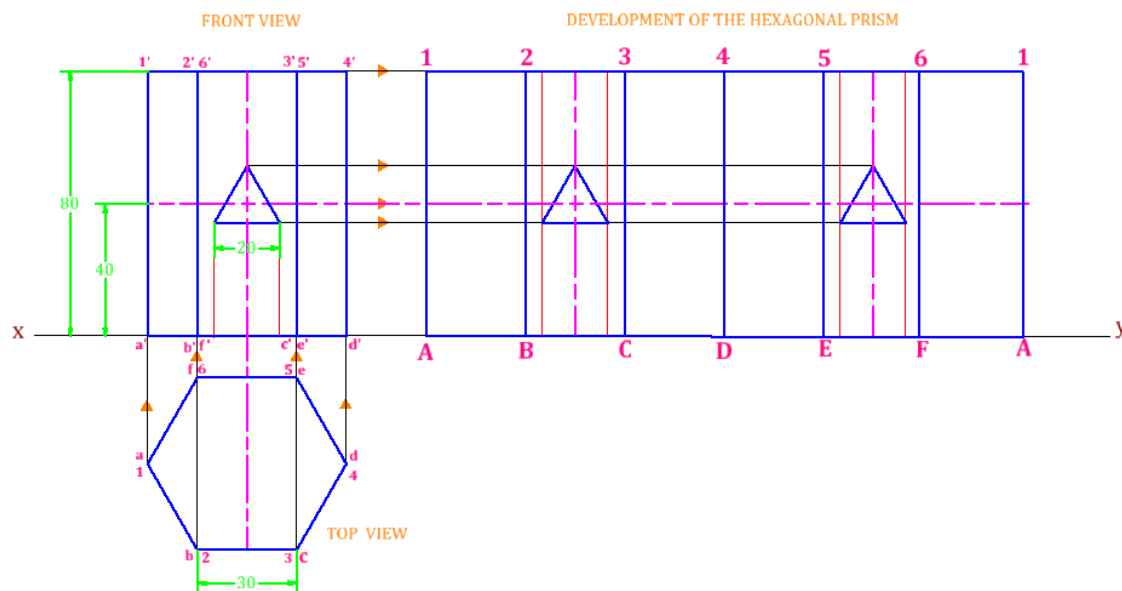 FRONT VIEW
DEVELOPMENT OF THE HEXAGONAL PRISM
1' 2' 6' 3' 5' 4' 1 2 3 4 5 6 1
80
40
20
x y
a' b' f' c' e' d' A B C D E F A
f 6 5 e
a d
1 4
TOP VIEW
b 2 3 C
30